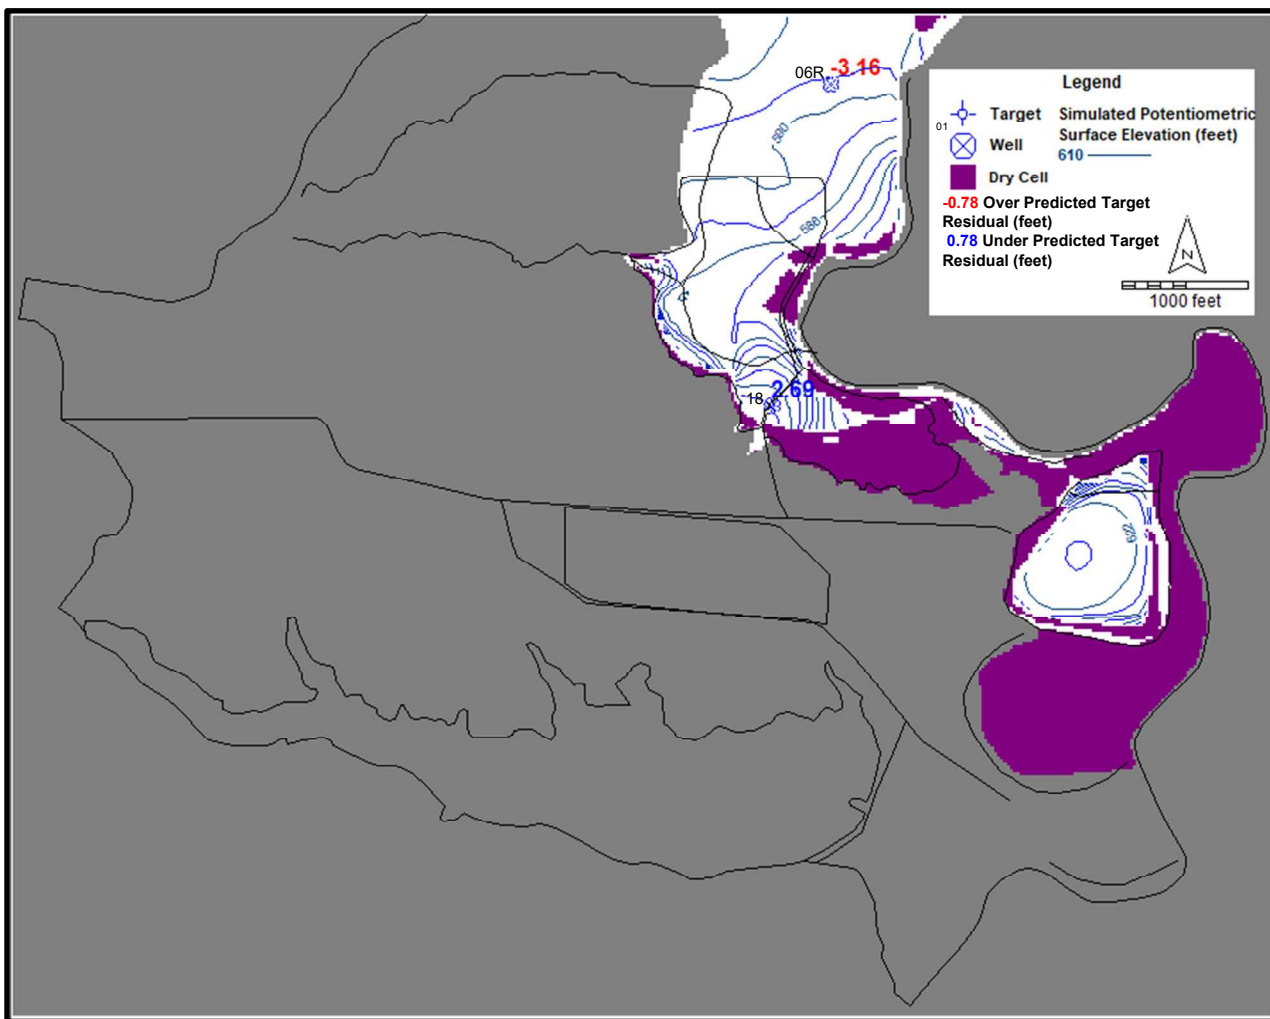 06R
-3.16
Legend
01
Target
Simulated Potentiometric
Surface Elevation (feet)
Well
610
Dry Cell
-0.78 Over Predicted Target
Residual (feet)
0.78 Under Predicted Target
Residual (feet)
N
1000 feet
590
588
18
2.69
622